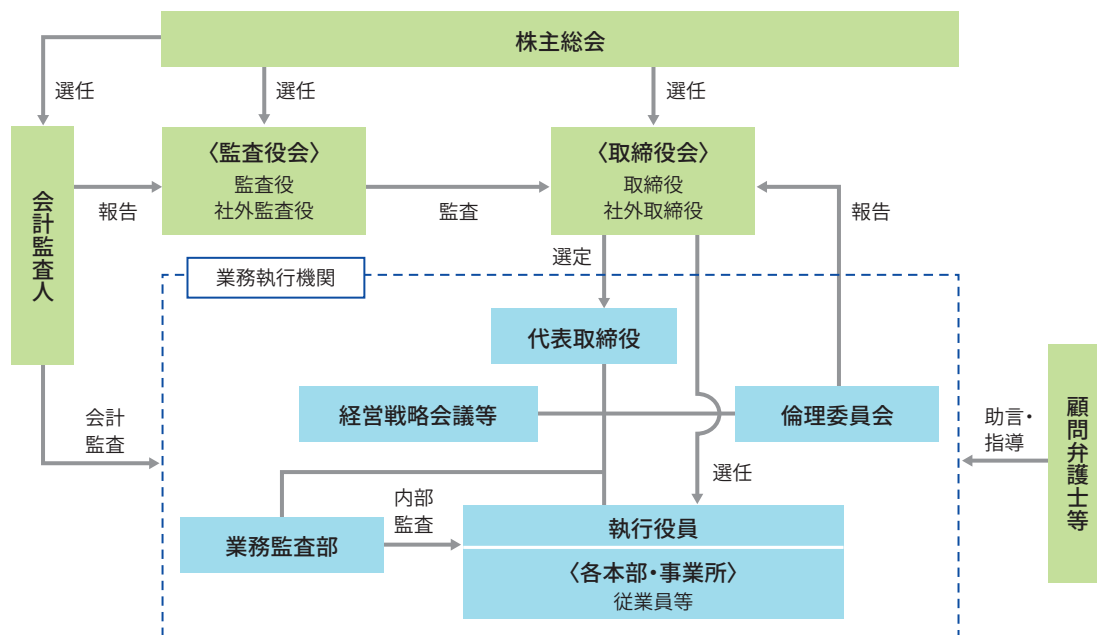 株主総会
選任
選任
選任
会計監査人
〈監査役会〉
監査役
社外監査役
〈取締役会〉
取締役
社外取締役
報告
監査
報告
選定
業務執行機関
代表取締役
経営戦略会議等
倫理委員会
会計
監査
助言・
指導
顧問弁護士等
選任
内部
監査
業務監査部
執行役員
〈各本部・事業所〉
従業員等